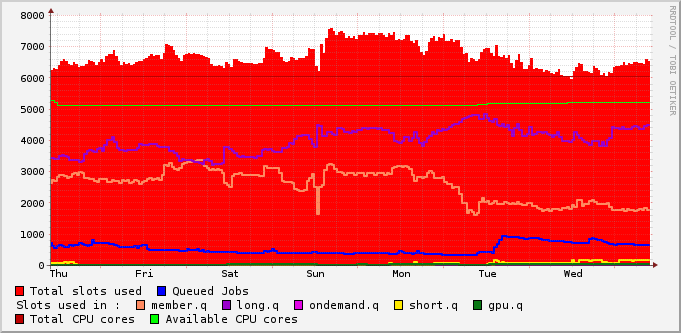 8000
7000
6000
5000
4000
3000
2000
1000
0
Thu Fri Sat Sun Mon Tue Wed
Total slots used Queued Jobs
Slots used in : member.q long.q ondemand.q short.q gpu.q
Total CPU cores Available CPU cores
RRDTOOL / TOBI OETIKER